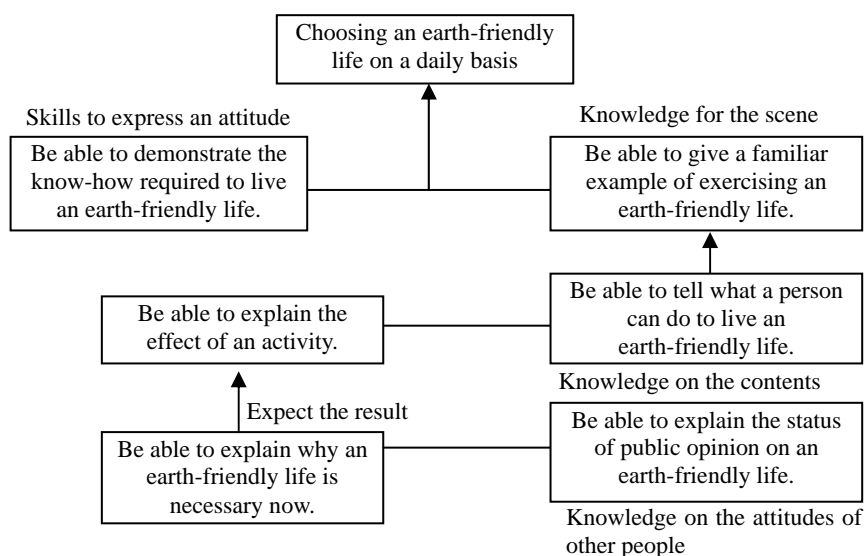 Choosing an earth-friendly
life on a daily basis
Skills to express an attitude
Be able to demonstrate the
know-how required to live
an earth-friendly life.
Knowledge for the scene
Be able to give a familiar
example of exercising an
earth-friendly life.
Be able to explain the
effect of an activity.
Be able to tell what a person
can do to live an
earth-friendly life.
Knowledge on the contents
Expect the result
Be able to explain why an
earth-friendly life is
necessary now.
Be able to explain the status
of public opinion on an
earth-friendly life.
Knowledge on the attitudes of
other people